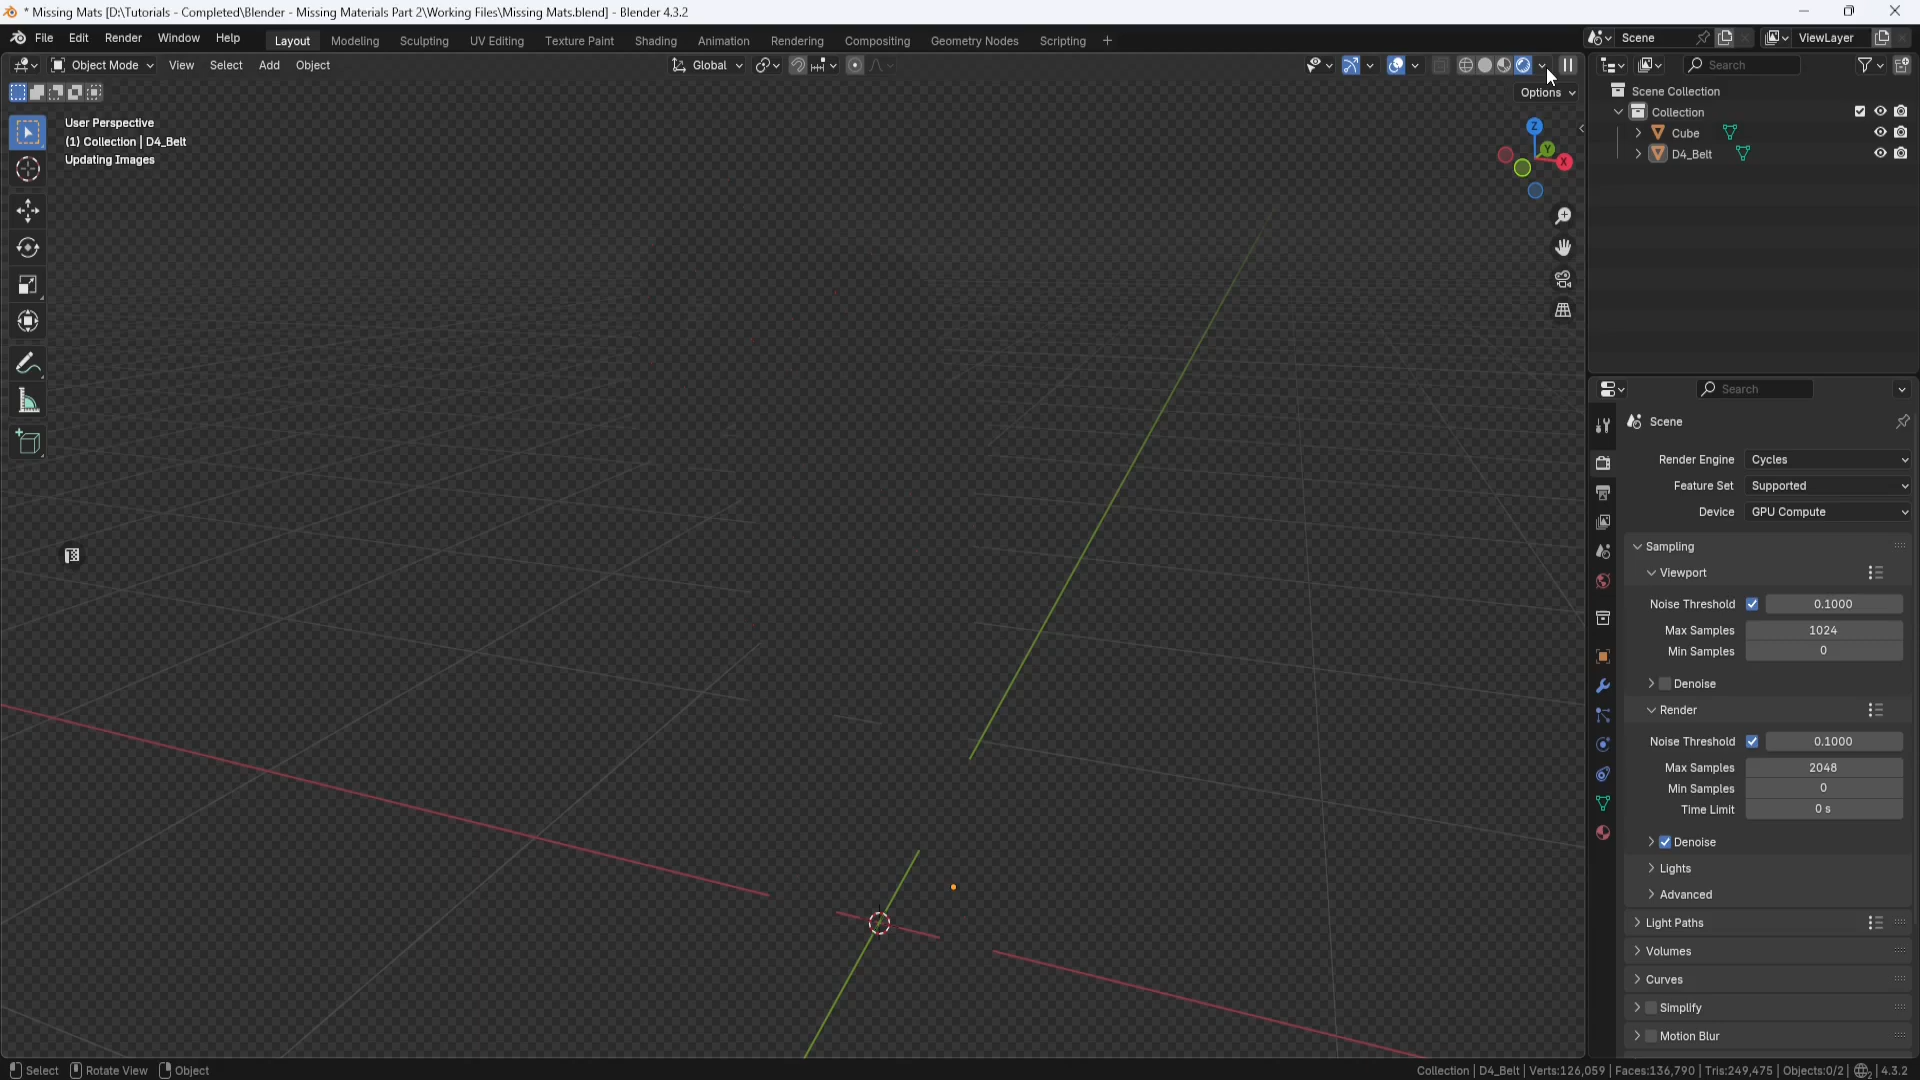 * Missing Mats [D:\Tutorials - Completed\Blender - Missing Materials Part 2\Working Files\Missing Mats.blend] - Blender 4.3.2
File Edit Render Window Help Layout Modeling Sculpting UV Editing Texture Paint Shading Animation Rendering Compositing Geometry Nodes Scripting + Scene ViewLayer
Object Mode View Select Add Object Global Search
Options
User Perspective
(1) Collection | D4_Belt
Updating Images
Z
Y
X
Scene Collection
Collection
Cube
D4_Belt
Search
Scene
Render Engine Cycles
Feature Set Supported
Device GPU Compute
Sampling
Viewport
Noise Threshold 0.1000
Max Samples 1024
Min Samples 0
Denoise
Render
Noise Threshold 0.1000
Max Samples 2048
Min Samples 0
Time Limit 0 s
Denoise
Lights
Advanced
Light Paths
Volumes
Curves
Simplify
Motion Blur
Select Rotate View Object Collection | D4_Belt | Verts:126,059 | Faces:136,790 | Tris:249,475 | Objects:0/2 | 4.3.2